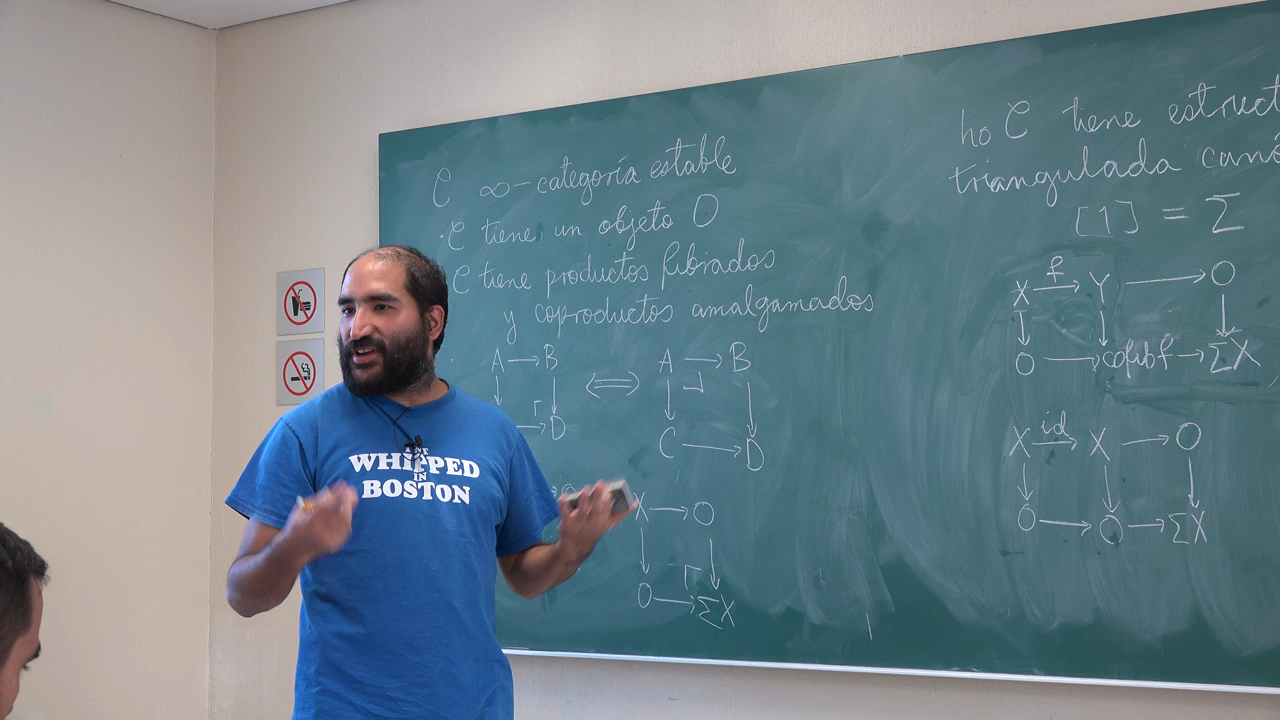 C ∞-categoría estable
· C tiene un objeto 0
C tiene productos fibrados
y coproductos amalgamados
· A → B ⟺ A → B
↓ ↓ ↓ ⌟ ↓
→ D C → D
X → 0
↓ ⌜ ↓
0 → ΣX
ho C tiene estruct
triangulada canó
[1] = Σ
X f→ Y → 0
↓ ↓ ↓
0 → cofib f → ΣX
X id→ X → 0
↓ ↓ ↓
0 → 0 → ΣX
WHIPPED
IN
BOSTON